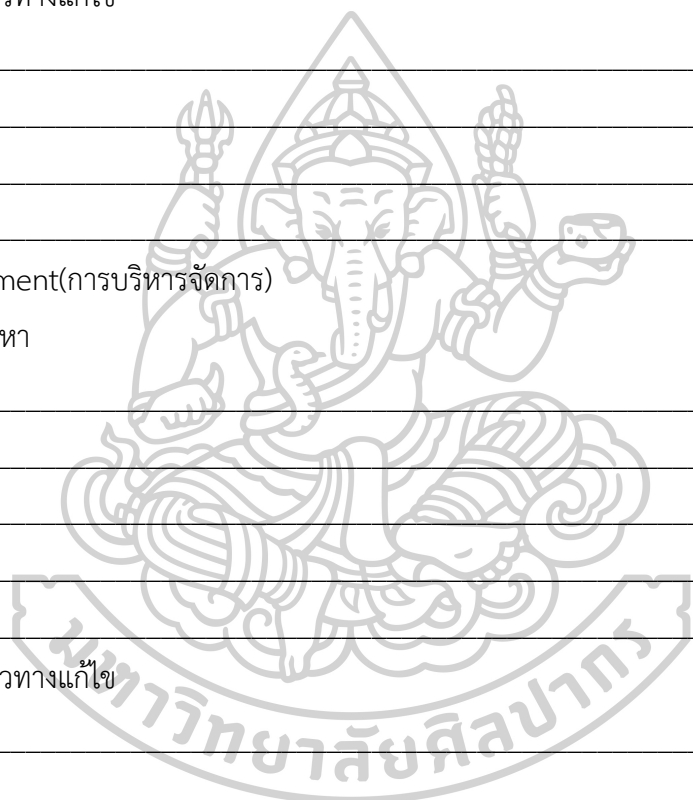 วทางแก้ไข
ment(การบริหารจัดการ)
หา
วทางแก้ไข
มหาวิทยาลัยศิลปากร